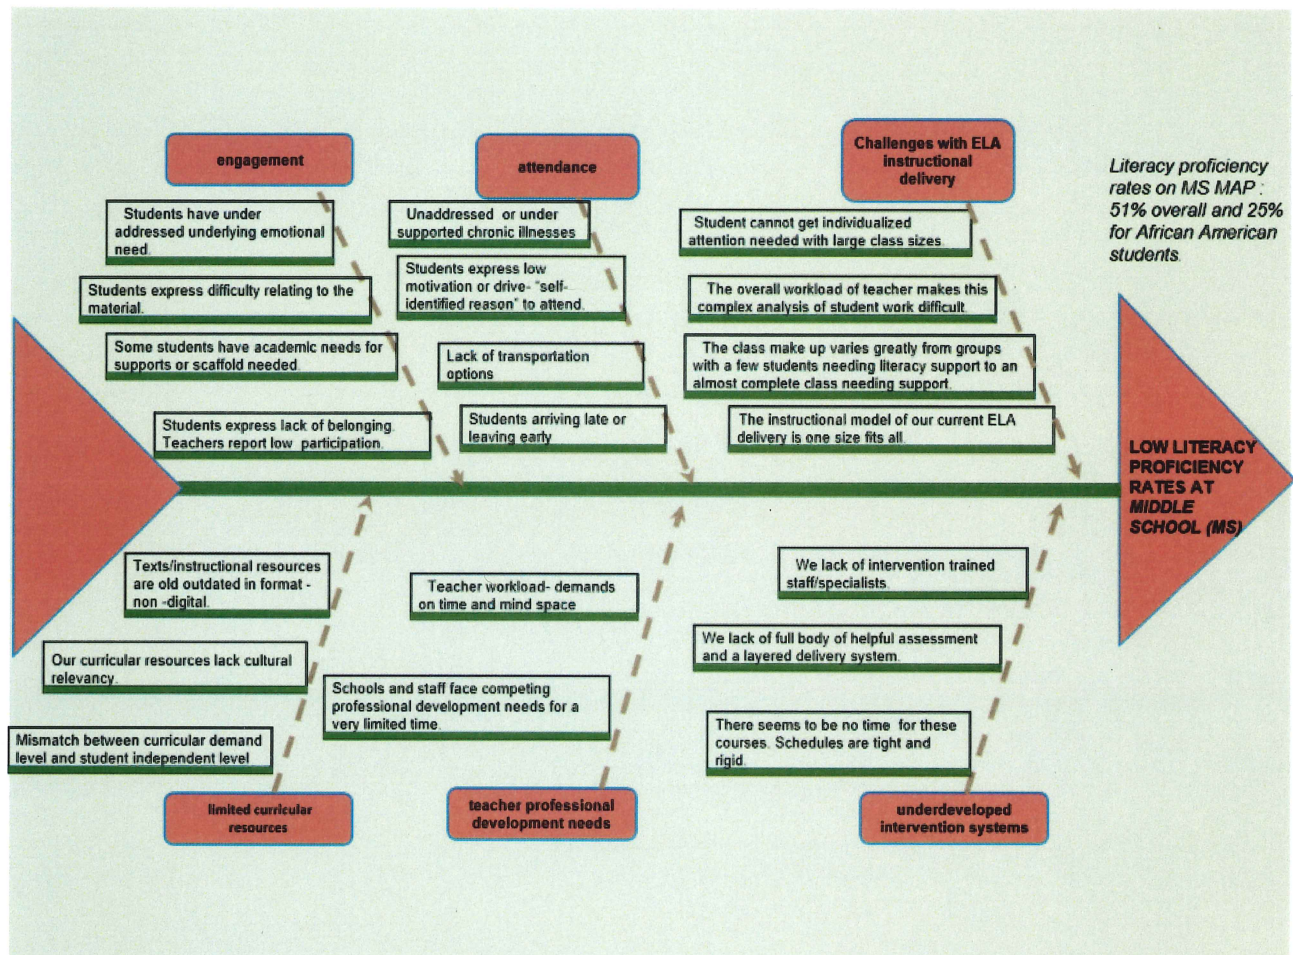 engagement
attendance
Challenges with ELA
instructional
delivery
Literacy proficiency
rates on MS MAP :
51% overall and 25%
for African American
students.
Students have under
addressed underlying emotional
need.
Students express difficulty relating to the
material.
Some students have academic needs for
supports or scaffold needed.
Students express lack of belonging.
Teachers report low participation.
Unaddressed or under
supported chronic illnesses
Students express low
motivation or drive- "self-
identified reason" to attend.
Lack of transportation
options
Students arriving late or
leaving early
Student cannot get individualized
attention needed with large class sizes.
The overall workload of teacher makes this
complex analysis of student work difficult.
The class make up varies greatly from groups
with a few students needing literacy support to an
almost complete class needing support.
The instructional model of our current ELA
delivery is one size fits all.
LOW LITERACY
PROFICIENCY
RATES AT
MIDDLE
SCHOOL (MS)
Texts/instructional resources
are old outdated in format -
non -digital.
Our curricular resources lack cultural
relevancy.
Mismatch between curricular demand
level and student independent level
Teacher workload- demands
on time and mind space
Schools and staff face competing
professional development needs for a
very limited time.
We lack of intervention trained
staff/specialists.
We lack of full body of helpful assessment
and a layered delivery system.
There seems to be no time for these
courses. Schedules are tight and
rigid.
limited curricular
resources
teacher professional
development needs
underdeveloped
intervention systems